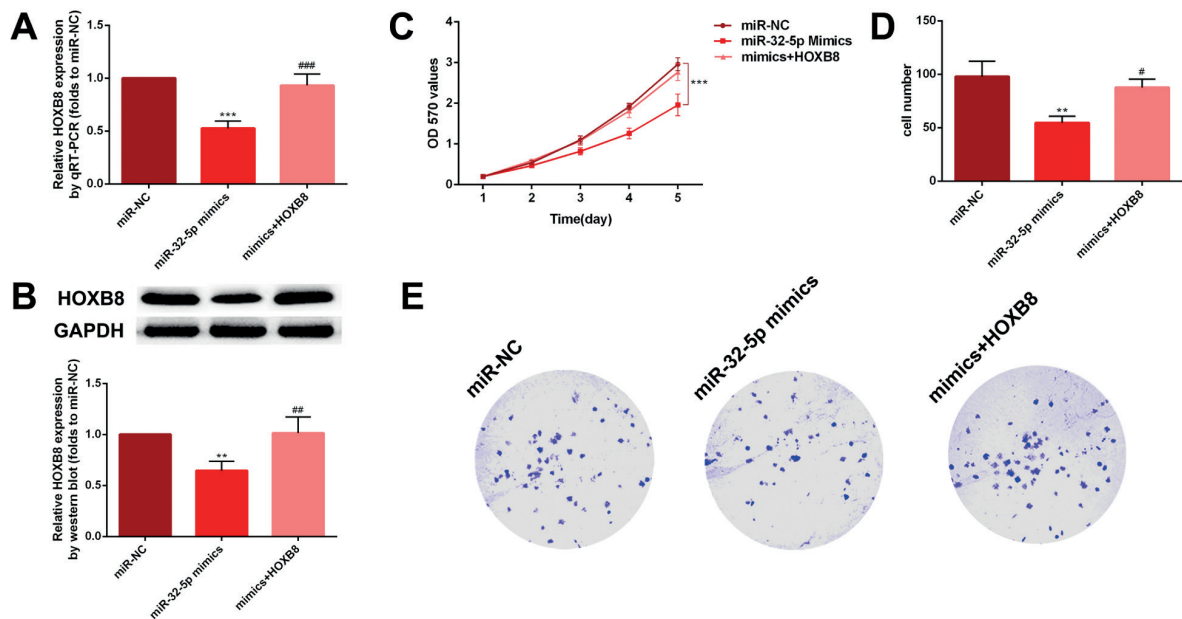 A
Relative HOXB8 expression
by qRT-PCR (folds to miR-NC)
1.5
1.0
0.5
0.0
***
###
miR-NC
miR-32-5p mimics
mimics+HOXB8
B
HOXB8
GAPDH
Relative HOXB8 expression
by western blot (folds to miR-NC)
1.5
1.0
0.5
0.0
**
##
miR-NC
miR-32-5p mimics
mimics+HOXB8
C
OD 570 values
4
3
2
1
0
1 2 3 4 5
Time(day)
miR-NC
miR-32-5p Mimics
mimics+HOXB8
***
D
cell number
150
100
50
0
**
#
miR-NC
miR-32-5p mimics
mimics+HOXB8
E
miR-NC
miR-32-5p mimics
mimics+HOXB8